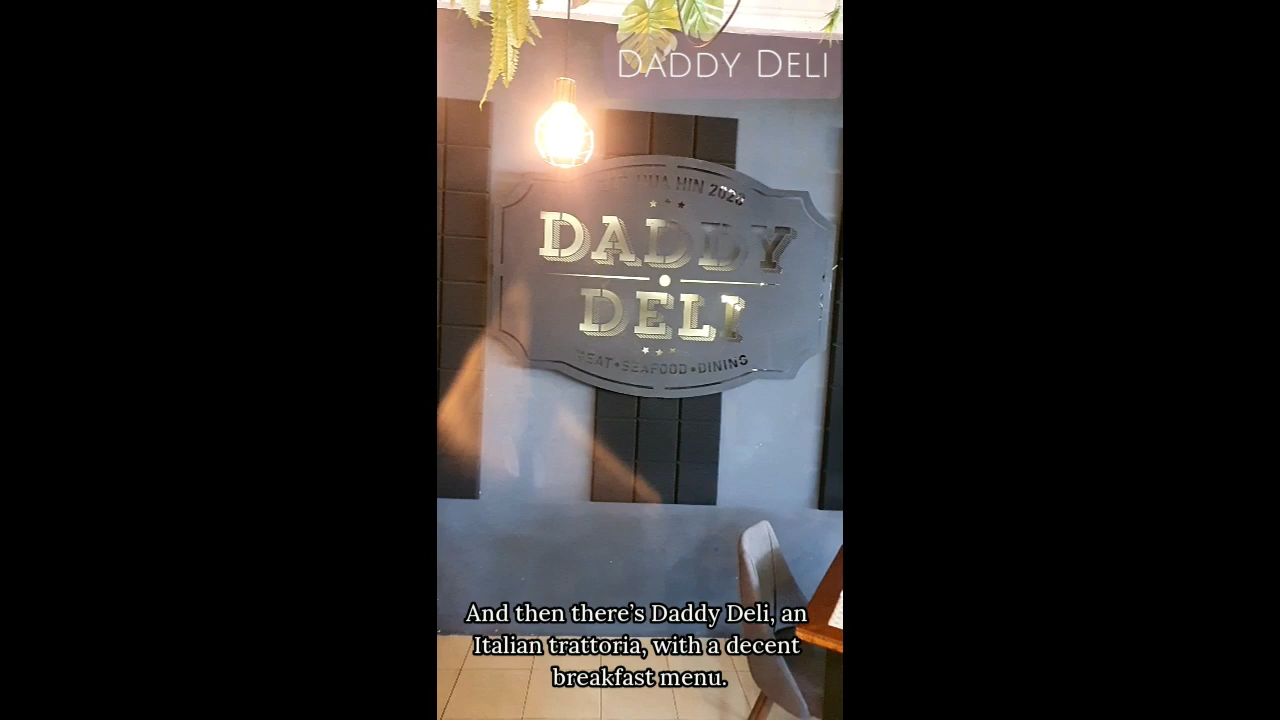 DADDY DELI
HUA HIN 2020
DADDY
DELI
MEAT•SEAFOOD•DINING
And then there's Daddy Deli, an
Italian trattoria, with a decent
breakfast menu.